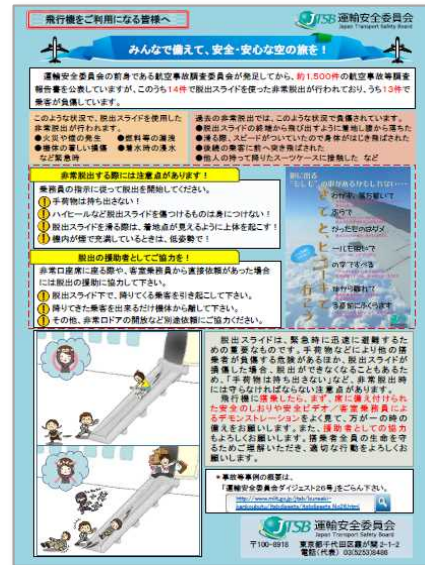 飛行機をご利用になる皆様へ
JTSB 運輸安全委員会
Japan Transport Safety Board
みんなで備えて、安全・安心な空の旅を！
運輸安全委員会の前身である航空事故調査委員会が発足してから、約1,500件の航空事故等調査
報告書を公表していますが、このうち14件で脱出スライドを使った非常脱出が行われており、うち13件で
乗客が負傷しています。
このような状況で、脱出スライドを使用した
非常脱出が行われます。
●火災や煙の発生 ●燃料等の漏洩
●機体の著しい損傷 ●着水時の浸水
など緊急時
過去の非常脱出では、このような状況で負傷されています。
●脱出スライドの終端から飛び出すように着地し腰から落ちた
●滑る際、スピードがついていたので身体がはじき飛ばされた
●後続の乗客に前へ突き飛ばされた
●他人の持って降りたスーツケースに接触した など
非常脱出する際には注意点があります！
乗務員の指示に従って脱出を開始してください。
手荷物は持ち出さない！
ハイヒールなど脱出スライドを傷つけるものは身につけない！
脱出スライドを滑る際は、着地点が見えるように上体を起こす！
機内が煙で充満しているときは、低姿勢で！
脱出の援助者としてご協力を！
非常口座席に座る際や、客室乗務員から直接依頼があった場合
には脱出の援助に協力して下さい。
脱出スライド下で、降りてくる乗客を引き起こして下さい。
降りてきた乗客を出来るだけ機体から離して下さい。
その他、非常口ドアの開放など別途依頼にご協力ください。
脱出スライドは、緊急時に迅速に避難するた
めの重要なものです。手荷物などにより他の搭
乗者が負傷する危険があるほか、脱出スライドが
損傷した場合、脱出ができなくなることもあるた
め、「手荷物は持ち出さない」など、非常脱出時
には守らなければならない注意点があります。
飛行機に搭乗したら、まず、席に備え付けられ
た安全のしおりや安全ビデオ／客室乗務員によ
るデモンストレーションをよく見て、万が一の時の
備えをお願いします。また、援助者としての協力
もよろしくお願いします。搭乗者全員の生命を守
るためご理解いただき、適切な行動をよろしくお
願いします。
＊事故等事例の概要は、
「運輸安全委員会ダイジェスト26号」をごらん下さい。
JTSB 運輸安全委員会
Japan Transport Safety Board
〒100-8918 東京都千代田区霞が関2-1-2
電話(代表) 03(5253)8486